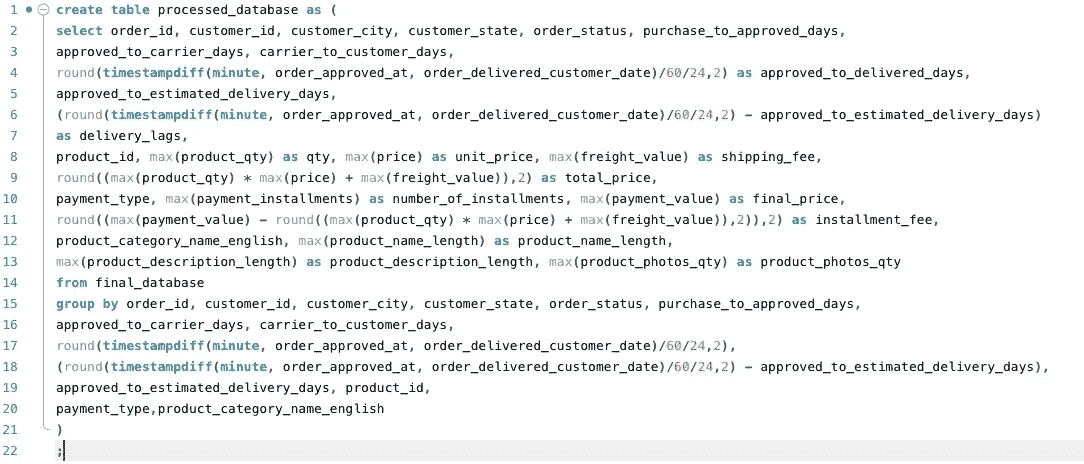 1 create table processed_database as (
2 select order_id, customer_id, customer_city, customer_state, order_status, purchase_to_approved_days,
3 approved_to_carrier_days, carrier_to_customer_days,
4 round(timestampdiff(minute, order_approved_at, order_delivered_customer_date)/60/24,2) as approved_to_delivered_days,
5 approved_to_estimated_delivery_days,
6 (round(timestampdiff(minute, order_approved_at, order_delivered_customer_date)/60/24,2) - approved_to_estimated_delivery_days)
7 as delivery_lags,
8 product_id, max(product_qty) as qty, max(price) as unit_price, max(freight_value) as shipping_fee,
9 round((max(product_qty) * max(price) + max(freight_value)),2) as total_price,
10 payment_type, max(payment_installments) as number_of_installments, max(payment_value) as final_price,
11 round((max(payment_value) - round((max(product_qty) * max(price) + max(freight_value)),2)),2) as installment_fee,
12 product_category_name_english, max(product_name_length) as product_name_length,
13 max(product_description_length) as product_description_length, max(product_photos_qty) as product_photos_qty
14 from final_database
15 group by order_id, customer_id, customer_city, customer_state, order_status, purchase_to_approved_days,
16 approved_to_carrier_days, carrier_to_customer_days,
17 round(timestampdiff(minute, order_approved_at, order_delivered_customer_date)/60/24,2),
18 (round(timestampdiff(minute, order_approved_at, order_delivered_customer_date)/60/24,2) - approved_to_estimated_delivery_days),
19 approved_to_estimated_delivery_days, product_id,
20 payment_type,product_category_name_english
21 )
22 ;